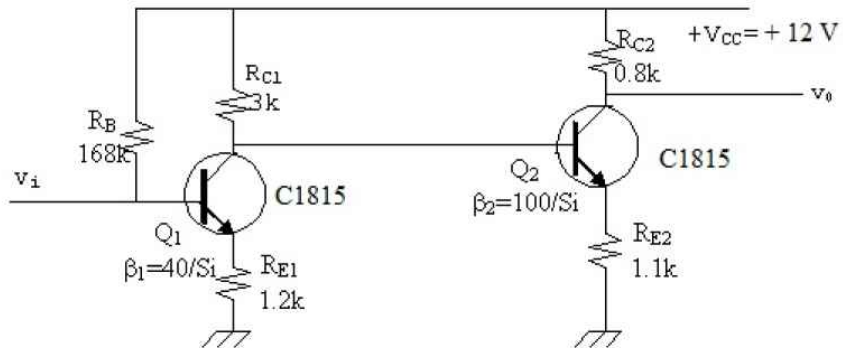 +VCC= + 12 V
RC2
0.8k
RC1
3k
v₀
RB
168k
Q2
C1815
vi
C1815
β2=100/Si
Q1
RE2
β1=40/Si
RE1
1.1k
1.2k